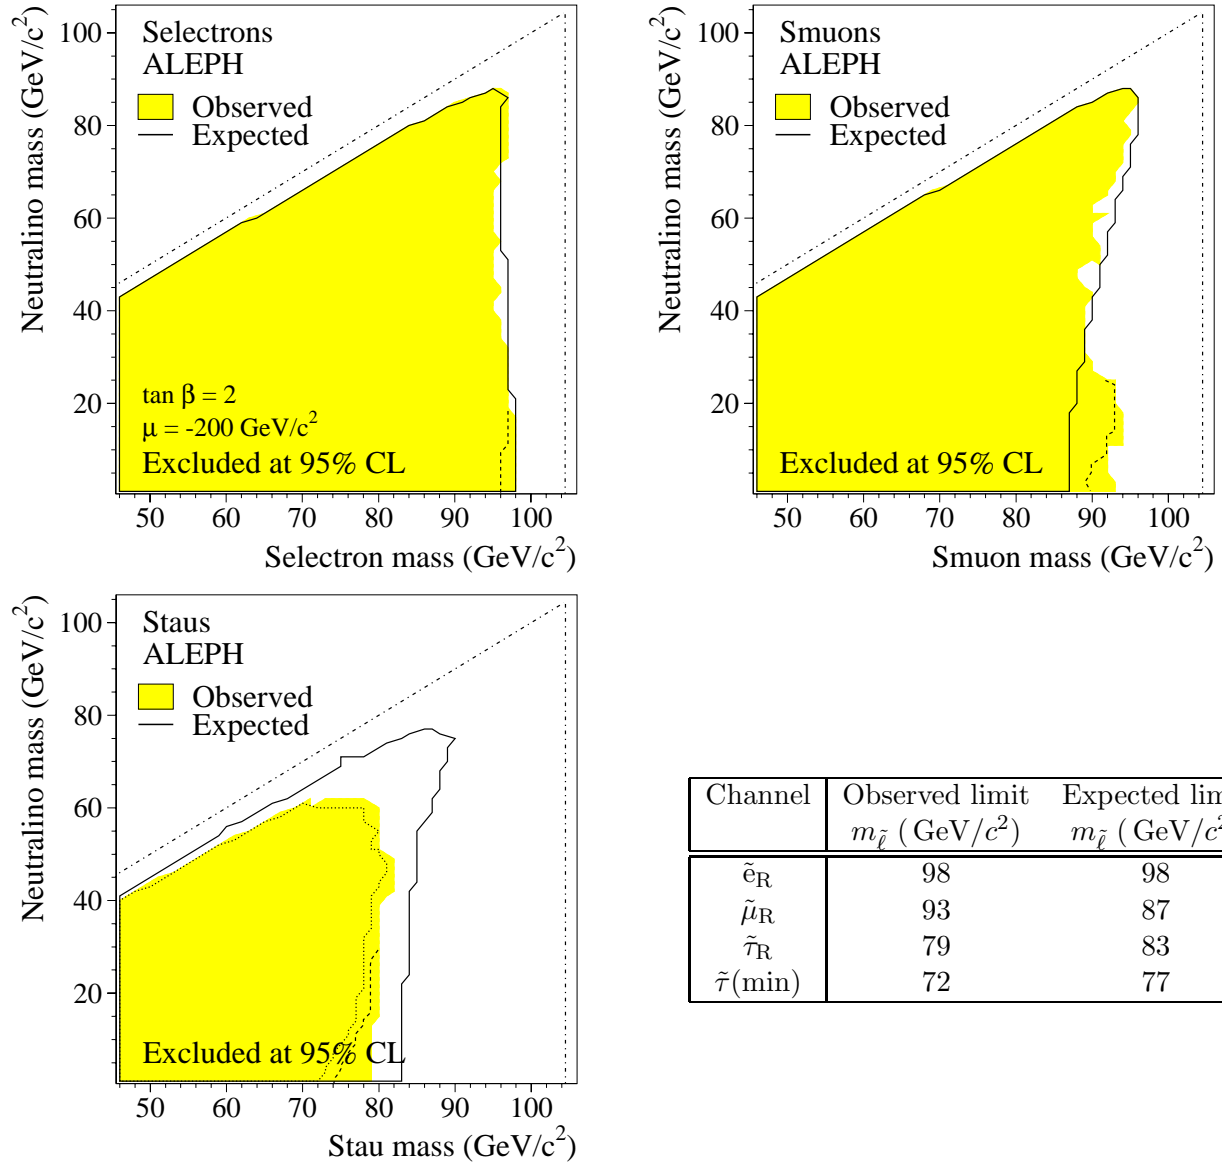 Neutralino mass (GeV/c²)
100
80
60
40
20
Selectrons
ALEPH
Observed
Expected
tan β = 2
μ = -200 GeV/c²
Excluded at 95% CL
50 60 70 80 90 100
Selectron mass (GeV/c²)
Neutralino mass (GeV/c²)
100
80
60
40
20
Smuons
ALEPH
Observed
Expected
Excluded at 95% CL
50 60 70 80 90 100
Smuon mass (GeV/c²)
Neutralino mass (GeV/c²)
100
80
60
40
20
Staus
ALEPH
Observed
Expected
Excluded at 95% CL
50 60 70 80 90 100
Stau mass (GeV/c²)
Channel Observed limit Expected lim
m_ℓ̃ (GeV/c²) m_ℓ̃ (GeV/c²
ẽ_R 98 98
μ̃_R 93 87
τ̃_R 79 83
τ̃(min) 72 77